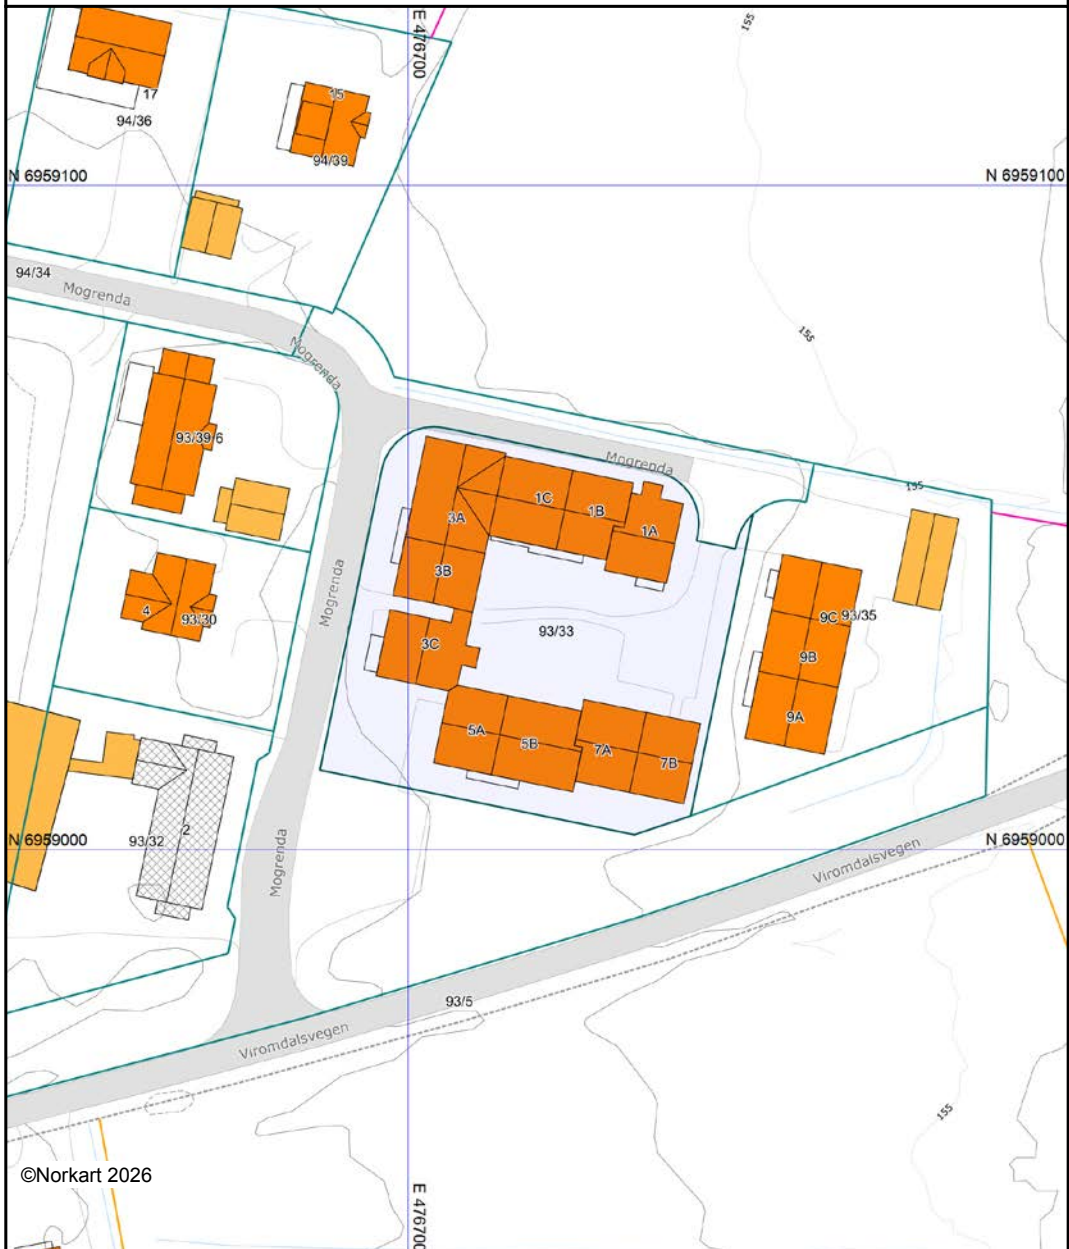 E 476700
155
17
94/36
15
94/39
N 6959100
N 6959100
94/34
Mogrenda
Mogrenda
155
93/39 6
Mogrenda
1C
1B
1A
3A
155
3B
Mogrenda
4
93/30
3C
93/33
9C 93/35
9B
9A
5A
5B
7A
7B
2
93/32
N 6959000
N 6959000
Mogrenda
Viromdalsvegen
93/5
Viromdalsvegen
155
©Norkart 2026
E 476700